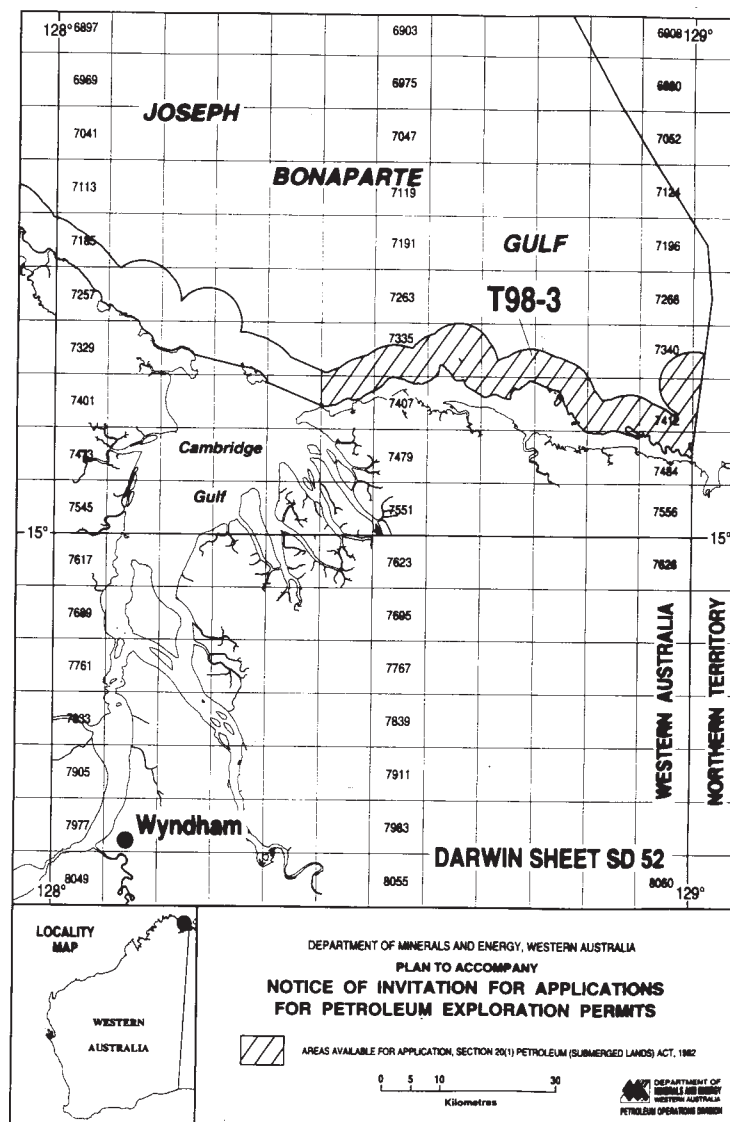 128°
6897
6903
6908
129°
6969
6975
6980
JOSEPH
7041
7047
7052
BONAPARTE
7113
7119
7124
7185
7191
GULF
7196
7257
7263
T98-3
7268
7329
7335
7340
7401
7407
7412
Cambridge
7473
7479
7484
Gulf
7545
7551
7556
15°
15°
7617
7623
7628
7689
7695
WESTERN AUSTRALIA
NORTHERN TERRITORY
7761
7767
7833
7839
7905
7911
7977
Wyndham
7983
DARWIN SHEET SD 52
8049
8055
8060
128°
129°
LOCALITY
MAP
WESTERN
AUSTRALIA
DEPARTMENT OF MINERALS AND ENERGY, WESTERN AUSTRALIA
PLAN TO ACCOMPANY
NOTICE OF INVITATION FOR APPLICATIONS
FOR PETROLEUM EXPLORATION PERMITS
AREAS AVAILABLE FOR APPLICATION, SECTION 20(1) PETROLEUM (SUBMERGED LANDS) ACT, 1982
0 5 10 30
Kilometres
DEPARTMENT OF
MINERALS AND ENERGY
WESTERN AUSTRALIA
PETROLEUM OPERATIONS DIVISION